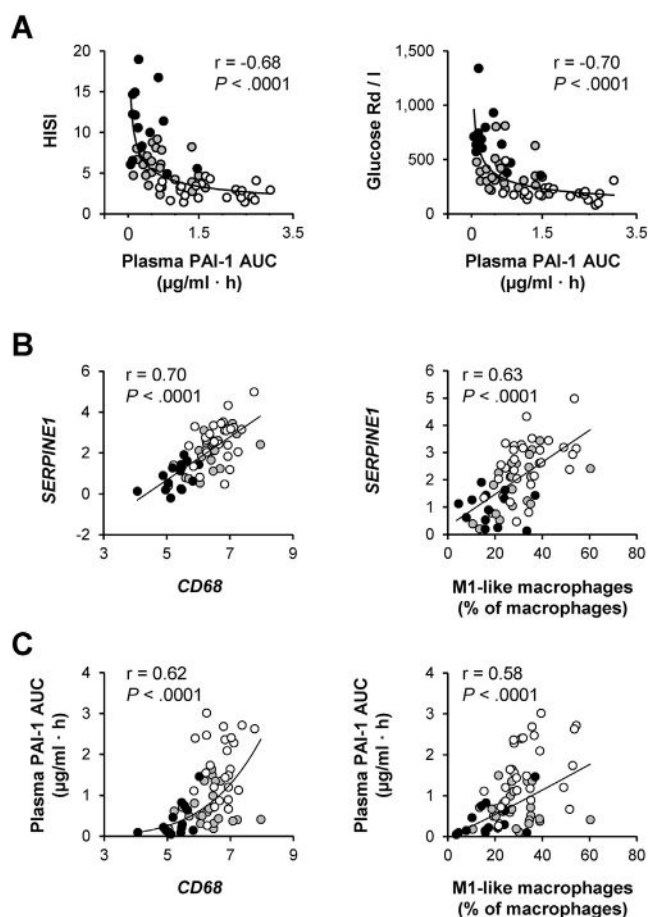 A
r = -0.68
P < .0001
20
15
10
5
0
HISI
0 1.5 3.5
Plasma PAI-1 AUC
(µg/ml · h)
r = -0.70
P < .0001
1,500
1,000
500
0
Glucose Rd / I
0 1.5 3.5
Plasma PAI-1 AUC
(µg/ml · h)
B
r = 0.70
P < .0001
6
4
2
0
-2
SERPINE1
3 5 7 9
CD68
r = 0.63
P < .0001
6
5
4
3
2
1
0
SERPINE1
0 20 40 60 80
M1-like macrophages
(% of macrophages)
C
r = 0.62
P < .0001
4
3
2
1
0
Plasma PAI-1 AUC
(µg/ml · h)
3 5 7 9
CD68
r = 0.58
P < .0001
4
3
2
1
0
Plasma PAI-1 AUC
(µg/ml · h)
0 20 40 60 80
M1-like macrophages
(% of macrophages)